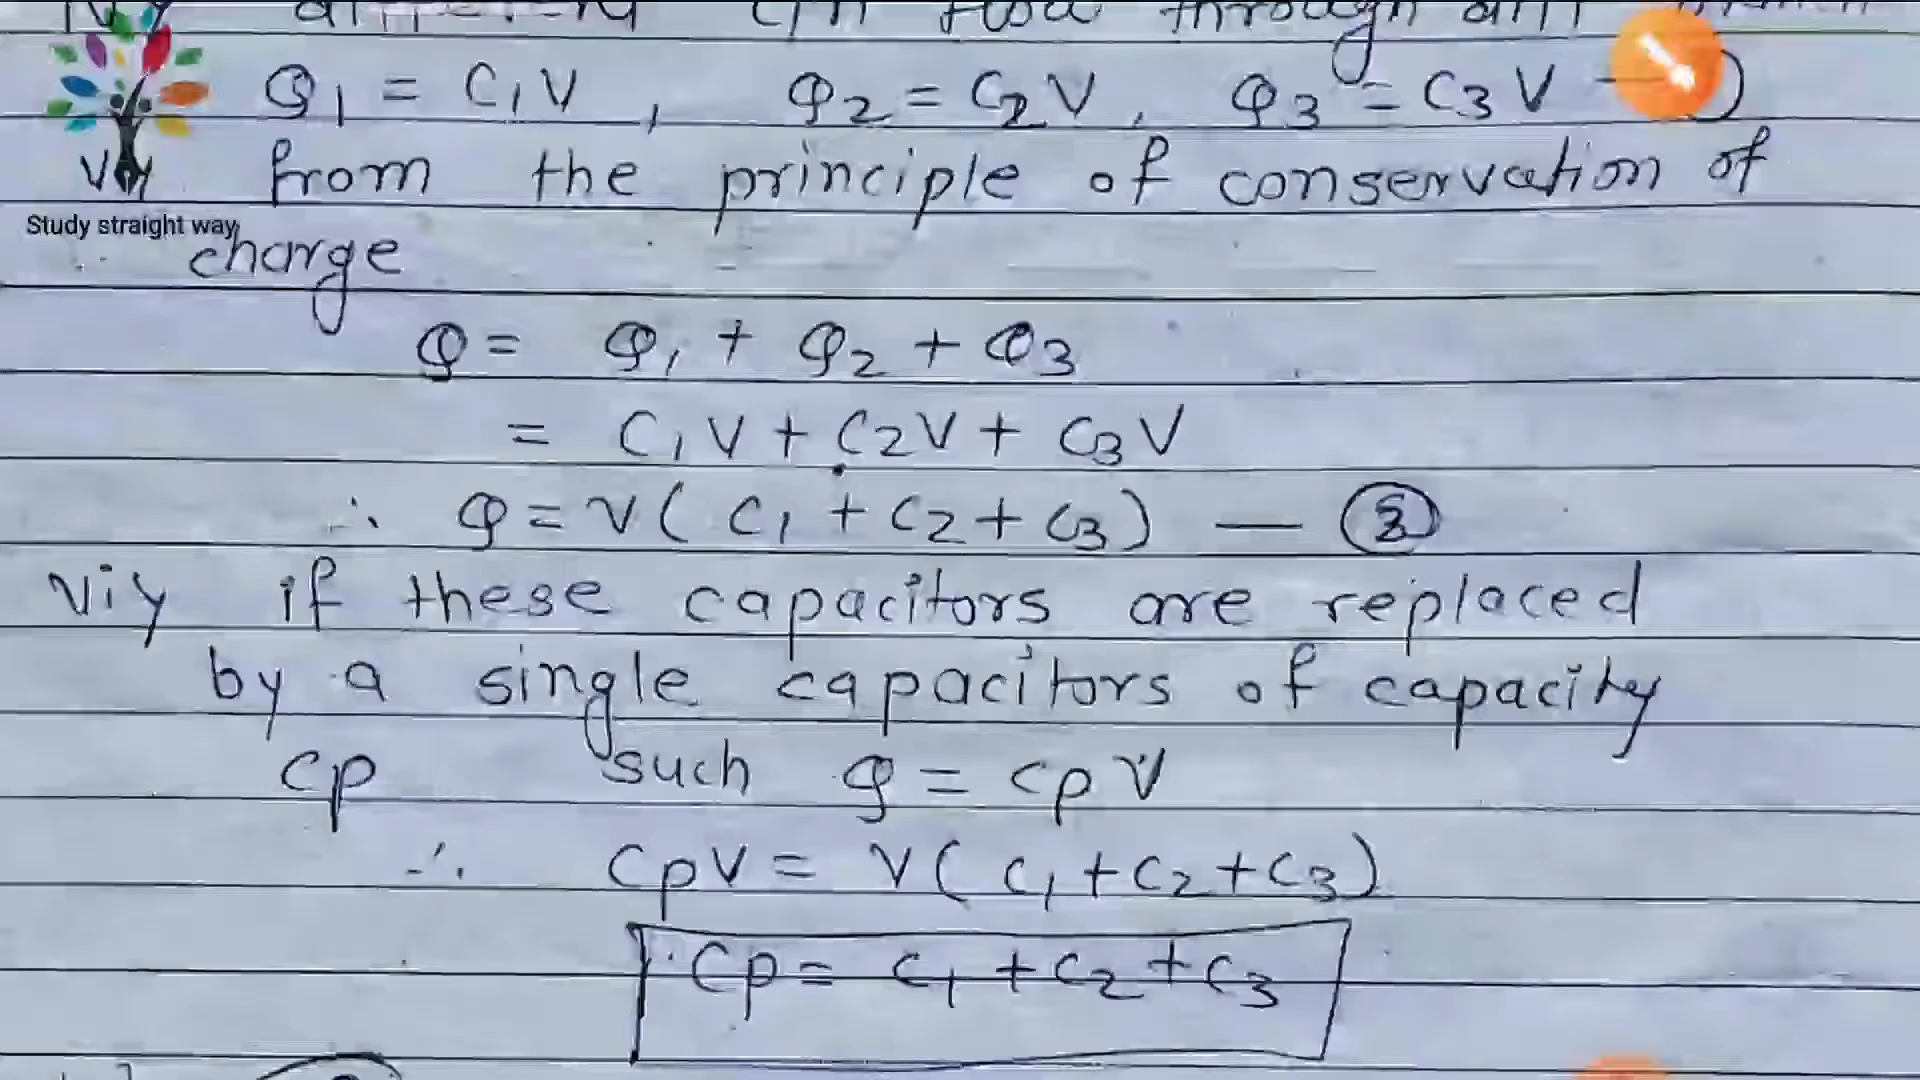 through
Q1 = C1V, Q2 = C2V, Q3 = C3V —
V) from the principle of conservation of
Study straight way
charge
Q = Q1 + Q2 + Q3
= C1V + C2V + C3V
∴ Q = V(C1 + C2 + C3) —
Vi) if these capacitors are replaced
by a single capacitors of capacity
Cp such Q = CpV
∴ CpV = V(C1 + C2 + C3)
Cp = C1 + C2 + C3